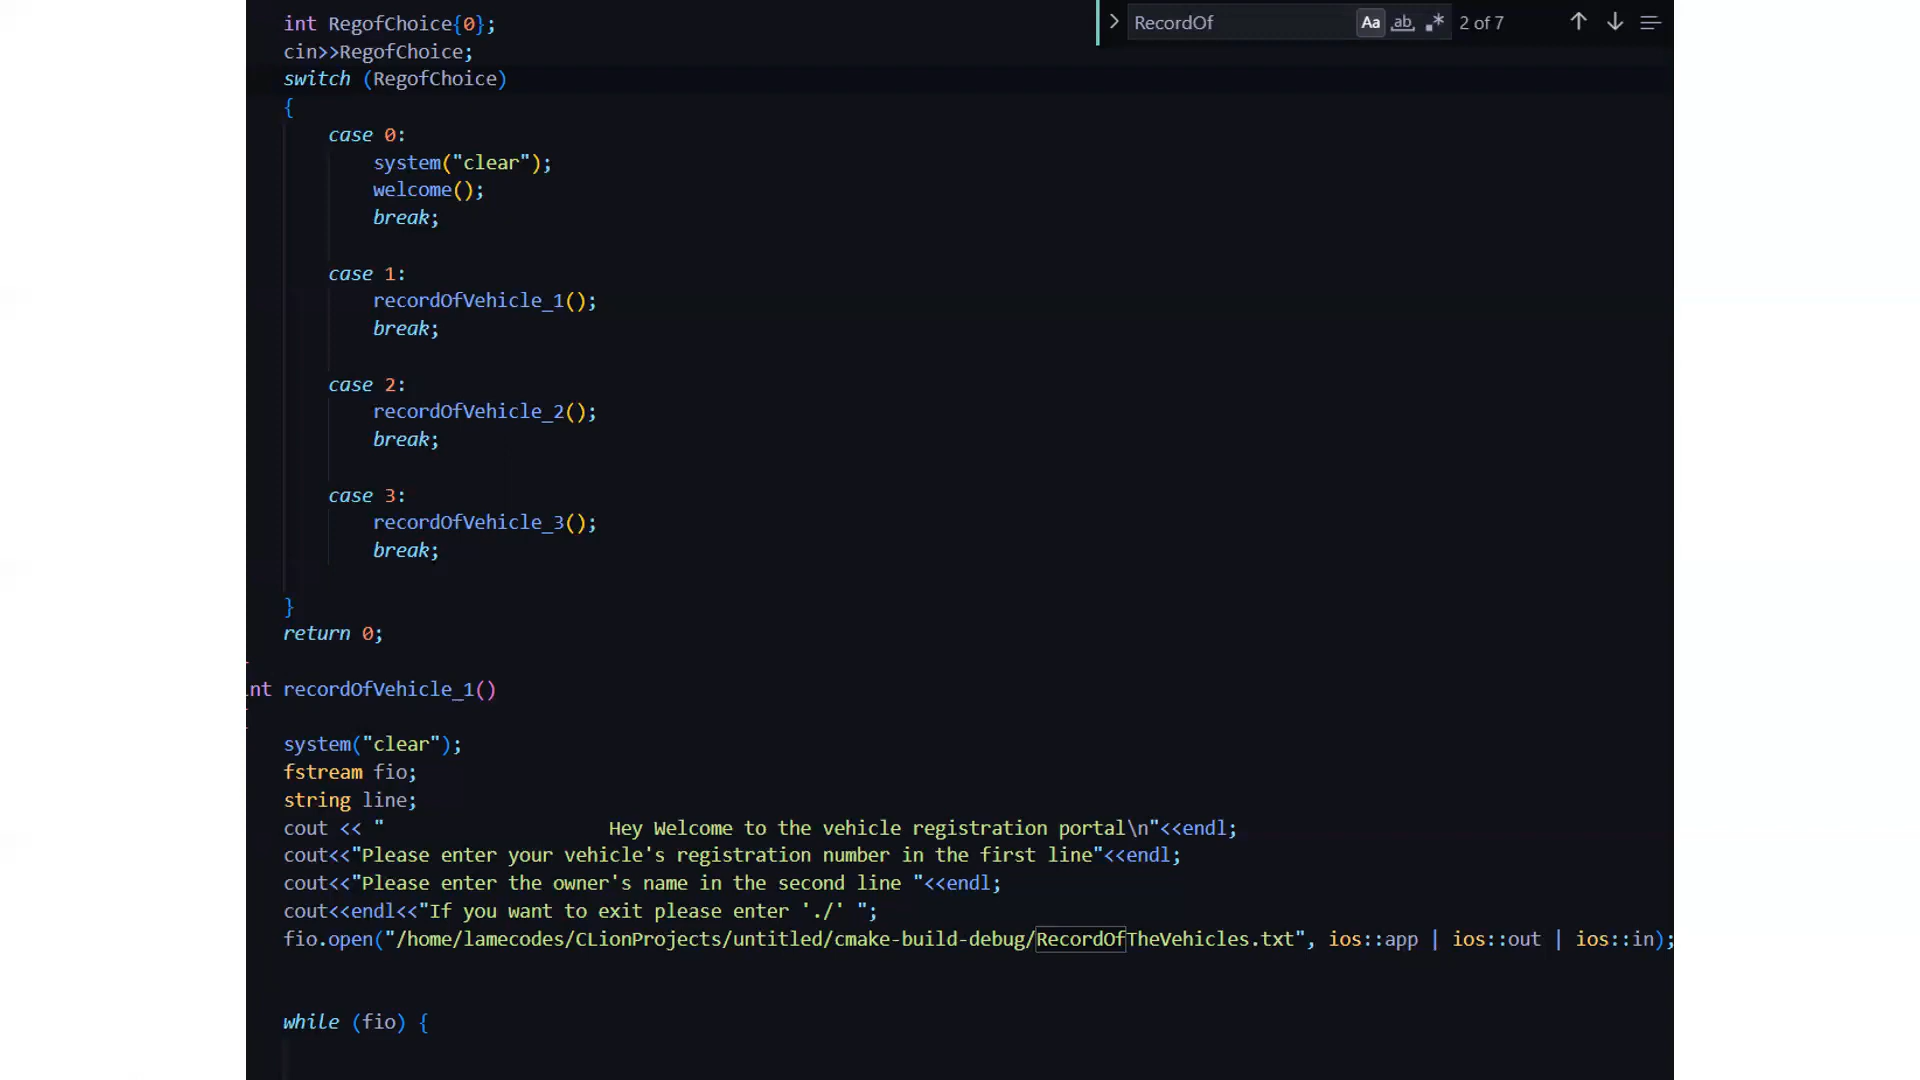 int RegofChoice{0};
RecordOf
Aa
ab
.*
2 of 7
cin>>RegofChoice;
switch (RegofChoice)
{
case 0:
system("clear");
welcome();
break;
case 1:
recordOfVehicle_1();
break;
case 2:
recordOfVehicle_2();
break;
case 3:
recordOfVehicle_3();
break;
}
return 0;
int recordOfVehicle_1()
system("clear");
fstream fio;
string line;
cout << "                    Hey Welcome to the vehicle registration portal\n"<<endl;
cout<<"Please enter your vehicle's registration number in the first line"<<endl;
cout<<"Please enter the owner's name in the second line "<<endl;
cout<<endl<<"If you want to exit please enter './' ";
fio.open("/home/lamecodes/CLionProjects/untitled/cmake-build-debug/RecordOfTheVehicles.txt", ios::app | ios::out | ios::in);
while (fio) {